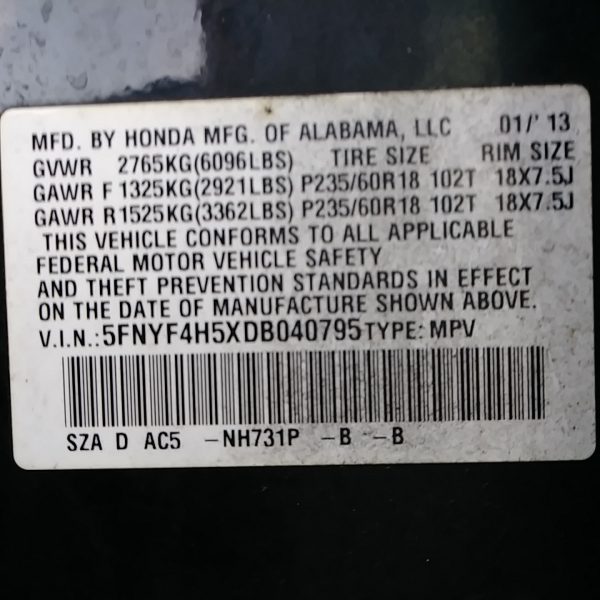 MFD. BY HONDA MFG. OF ALABAMA, LLC 01/'13
GVWR 2765KG(6096LBS) TIRE SIZE RIM SIZE
GAWR F 1325KG(2921LBS) P235/60R18 102T 18X7.5J
GAWR R 1525KG(3362LBS) P235/60R18 102T 18X7.5J
THIS VEHICLE CONFORMS TO ALL APPLICABLE
FEDERAL MOTOR VEHICLE SAFETY
AND THEFT PREVENTION STANDARDS IN EFFECT
ON THE DATE OF MANUFACTURE SHOWN ABOVE.
V.I.N.:5FNYF4H5XDB040795 TYPE: MPV
SZA D AC5 -NH731P -B -B